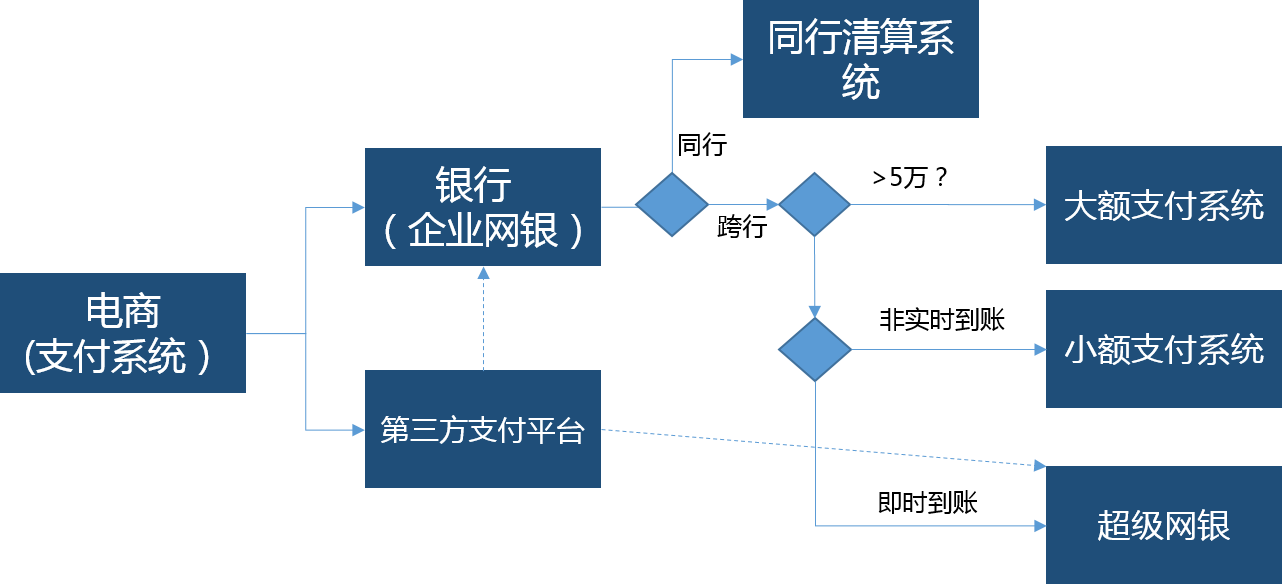 同行清算系
统
同行
银行
（企业网银）
跨行
>5万？
大额支付系统
电商
(支付系统）
非实时到账
小额支付系统
第三方支付平台
即时到账
超级网银